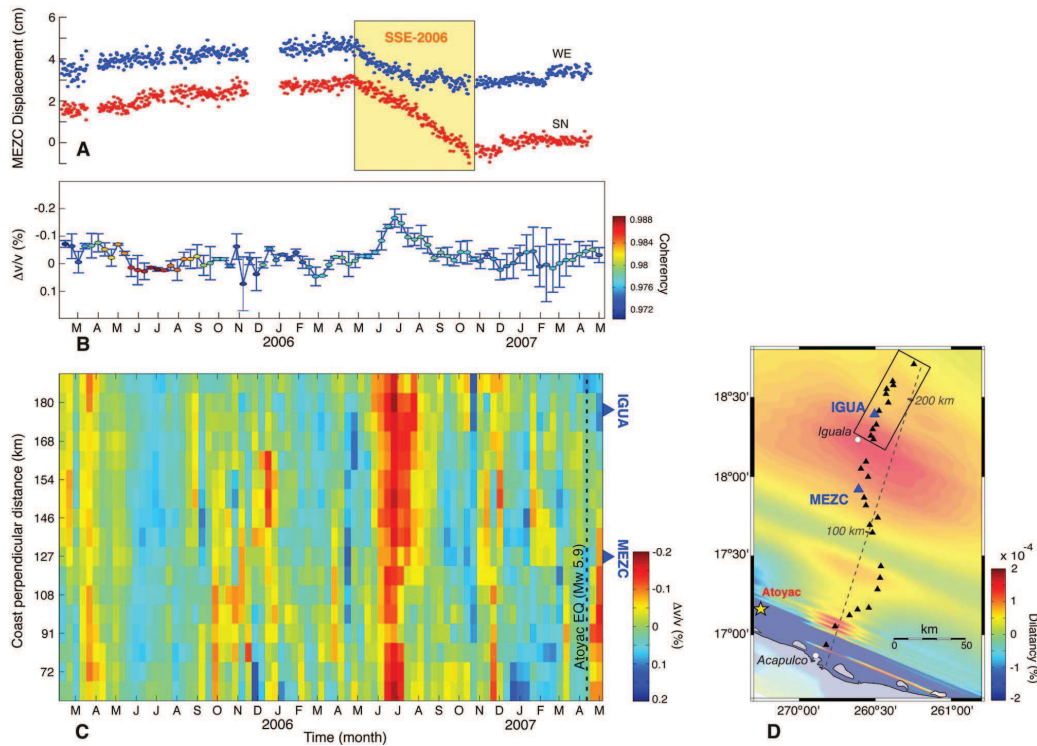 MEZC Displacement (cm)
6
4
2
0
SSE-2006
WE
SN
A
Δv/v (%)
-0.2
-0.1
0
0.1
0.988
0.984
0.980
0.976
0.972
Coherency
M A M J J A S O N D J F M A M J J A S O N D J F M A M
2006 2007
B
Coast perpendicular distance (km)
180
168
154
146
127
108
91
72
IGUA
MEZC
Atoyac EQ (Mw 5.9)
-0.2
-0.1
0
0.1
0.2
Δv/v (%)
M A M J J A S O N D J F M A M J J A S O N D J F M A M
2006 2007
C
Time (month)
18°30'
18°00'
17°30'
17°00'
IGUA
200 km
Iguala
MEZC
100 km
Atoyac
km
0 50
Acapulco
270°00' 260°30' 261°00'
x 10⁻⁴
2
1
0
-1
-2
Dilatancy (%)
D